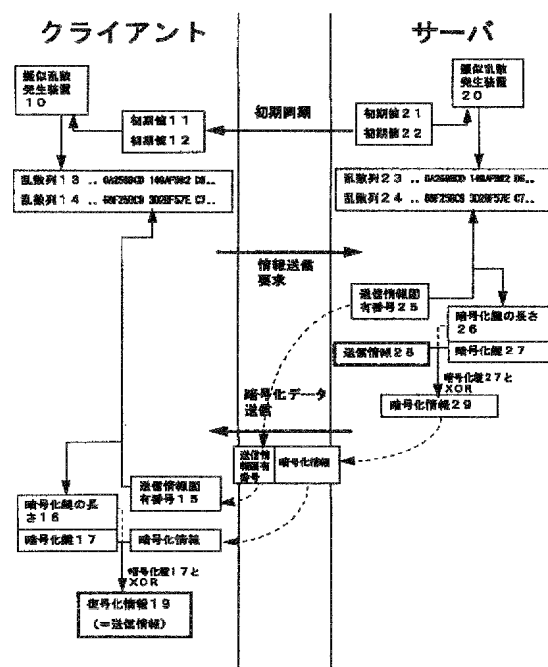 クライアント
サーバ
疑似乱数
発生装置
10
疑似乱数
発生装置
20
初期値11
初期値12
初期同期
初期値21
初期値22
乱数列13
乱数列14
乱数列23
乱数列24
情報送信
要求
送信情報固
有番号25
暗号化鍵の長さ
26
送信情報28
暗号化鍵27
暗号化鍵27と
XOR
暗号化情報29
暗号化データ
送信
送信情
報固有
番号
暗号化情報
送信情報固
有番号15
暗号化鍵の長
さ16
暗号化鍵17
暗号化情報
暗号化鍵17と
XOR
復号化情報19
(=送信情報)